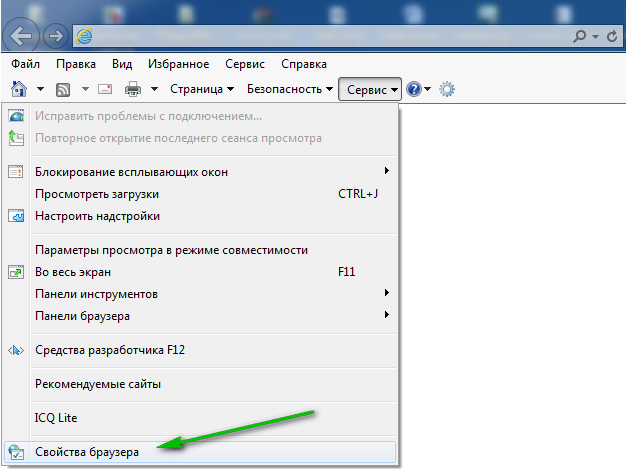 Файл Правка Вид Избранное Сервис Справка
Страница Безопасность Сервис
Исправить проблемы с подключением...
Повторное открытие последнего сеанса просмотра
Блокирование всплывающих окон
Просмотреть загрузки CTRL+J
Настроить надстройки
Параметры просмотра в режиме совместимости
Во весь экран F11
Панели инструментов
Панели браузера
Средства разработчика F12
Рекомендуемые сайты
ICQ Lite
Свойства браузера